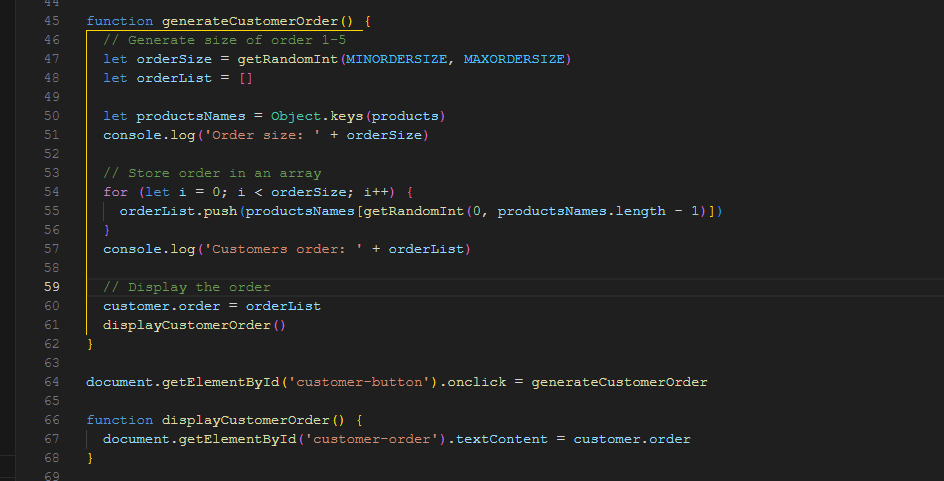 44
45 function generateCustomerOrder() {
46 // Generate size of order 1-5
47 let orderSize = getRandomInt(MINORDERSIZE, MAXORDERSIZE)
48 let orderList = []
49
50 let productsNames = Object.keys(products)
51 console.log('Order size: ' + orderSize)
52
53 // Store order in an array
54 for (let i = 0; i < orderSize; i++) {
55 orderList.push(productsNames[getRandomInt(0, productsNames.length - 1)])
56 }
57 console.log('Customers order: ' + orderList)
58
59 // Display the order
60 customer.order = orderList
61 displayCustomerOrder()
62 }
63
64 document.getElementById('customer-button').onclick = generateCustomerOrder
65
66 function displayCustomerOrder() {
67 document.getElementById('customer-order').textContent = customer.order
68 }
69